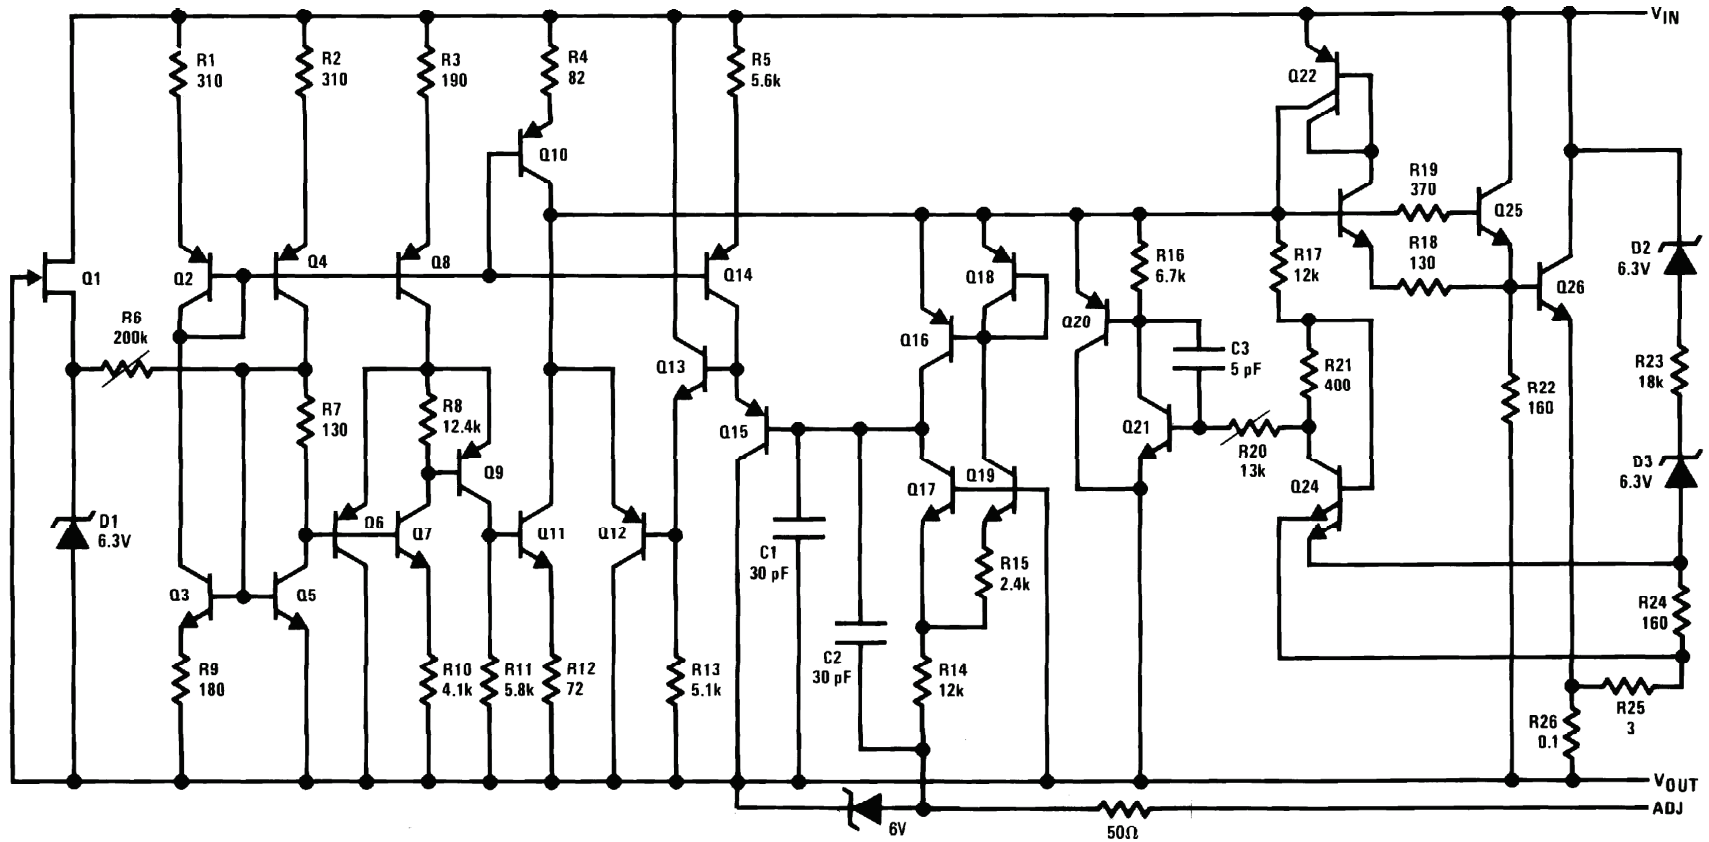 VIN
R1
310
R2
310
R3
190
R4
82
R5
5.6k
Q22
Q10
R19
370
Q25
R18
130
Q1
Q2
Q4
Q8
Q14
Q18
R16
6.7k
R17
12k
Q26
D2
6.3V
R6
200k
Q13
Q16
Q20
C3
5 pF
R21
400
R23
18k
R7
130
R8
12.4k
Q15
Q21
R22
160
R20
13k
Q9
Q17
Q19
Q24
D3
6.3V
D1
6.3V
Q6
Q7
Q11
Q12
C1
30 pF
R15
2.4k
Q3
Q5
R24
160
R9
180
R10
4.1k
R11
5.8k
R12
72
R13
5.1k
C2
30 pF
R14
12k
R25
3
R26
0.1
VOUT
ADJ
6V
50Ω